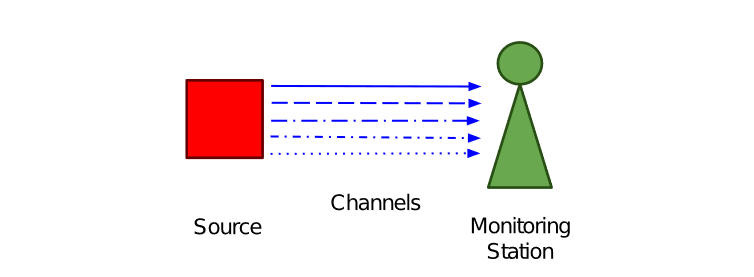 Channels
Source
Monitoring
Station